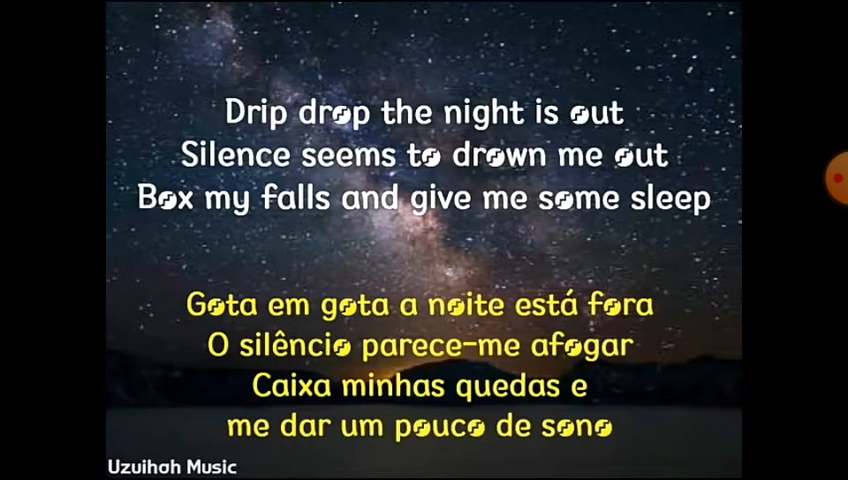 Drip drop the night is out
Silence seems to drown me out
Box my falls and give me some sleep
Gota em gota a noite está fora
O silêncio parece-me afogar
Caixa minhas quedas e
me dar um pouco de sono
Uzuihah Music